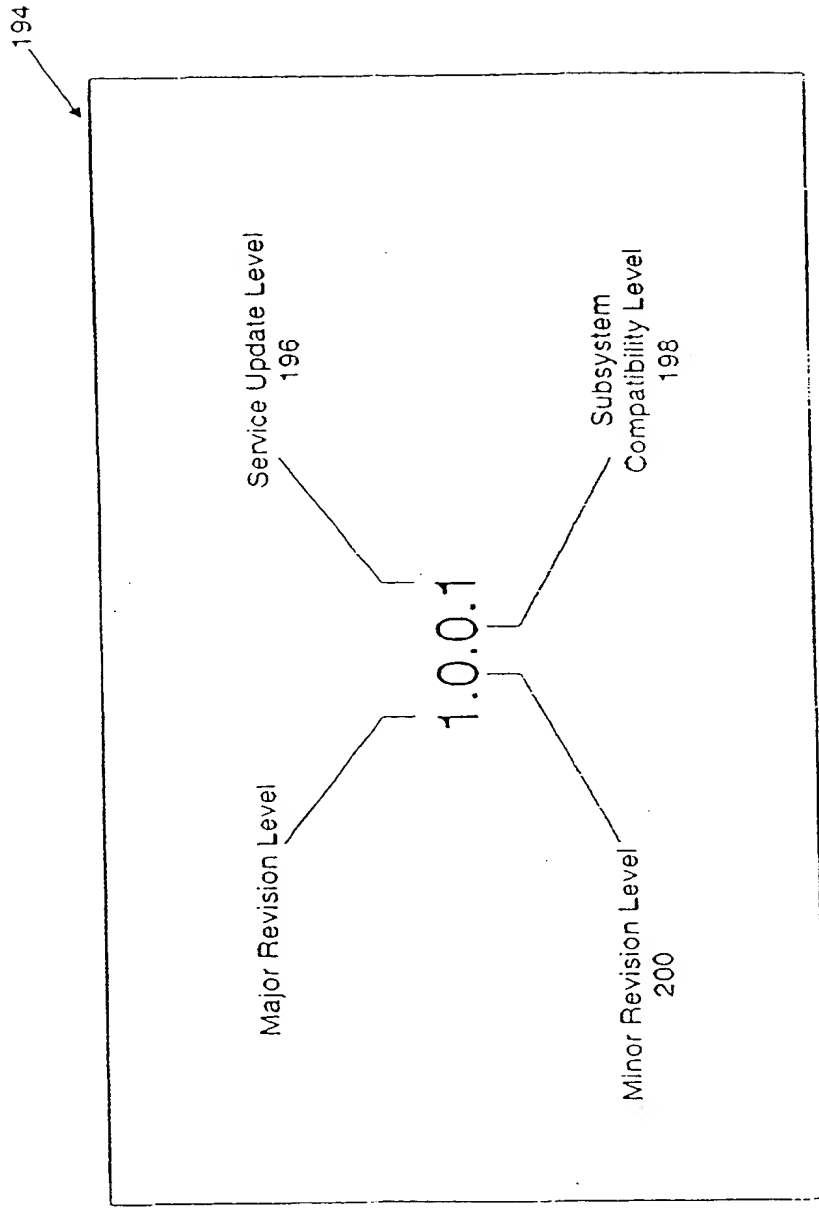 194
Major Revision Level
Service Update Level
196
1.0.0.1
Minor Revision Level
200
Subsystem
Compatibility Level
198